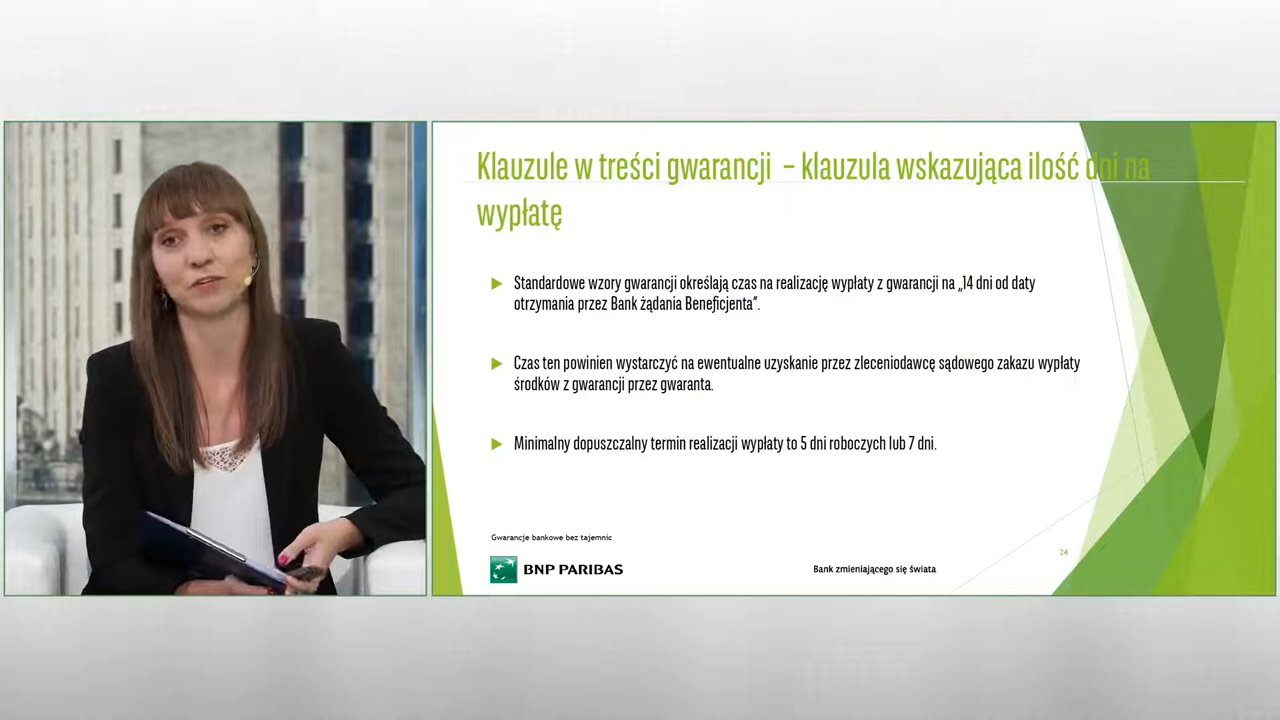 Klauzule w treści gwarancji – klauzula wskazująca ilość dni na
wypłatę
Standardowe wzory gwarancji określają czas na realizację wypłaty z gwarancji na „14 dni od daty
otrzymania przez Bank żądania Beneficjenta”.
Czas ten powinien wystarczyć na ewentualne uzyskanie przez zleceniodawcę sądowego zakazu wypłaty
środków z gwarancji przez gwaranta.
Minimalny dopuszczalny termin realizacji wypłaty to 5 dni roboczych lub 7 dni.
Gwarancje bankowe bez tajemnic
24
BNP PARIBAS
Bank zmieniającego się świata